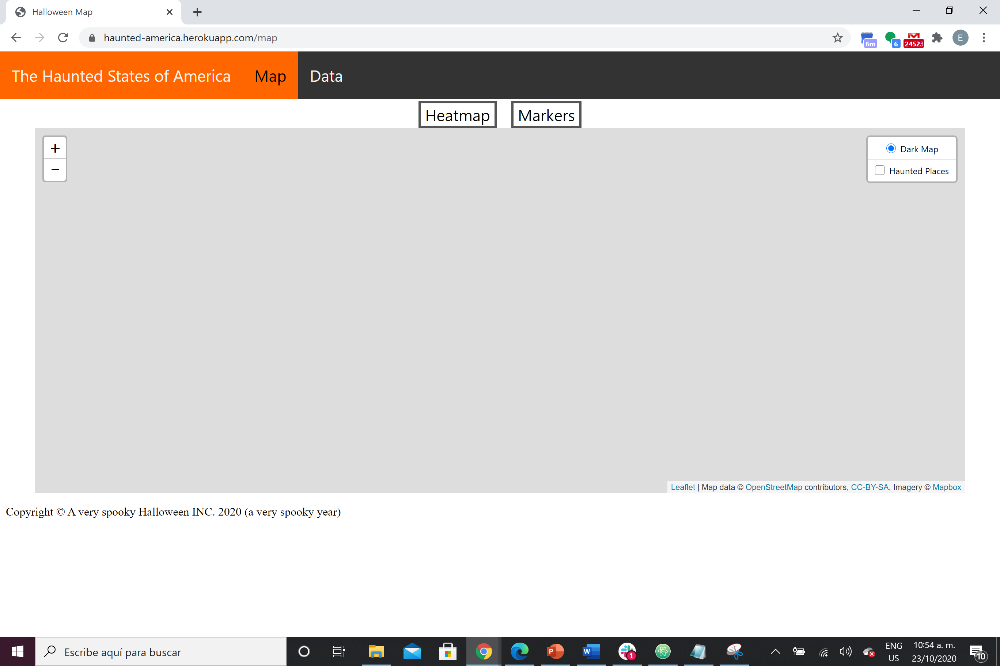 Halloween Map
haunted-america.herokuapp.com/map
6m
6
24523
E
The Haunted States of America Map Data
Heatmap Markers
+
−
Dark Map
Haunted Places
Leaflet | Map data © OpenStreetMap contributors, CC-BY-SA, Imagery © Mapbox
Copyright © A very spooky Halloween INC. 2020 (a very spooky year)
Escribe aquí para buscar
P
W
1
ENG
US
10:54 a. m.
23/10/2020
10